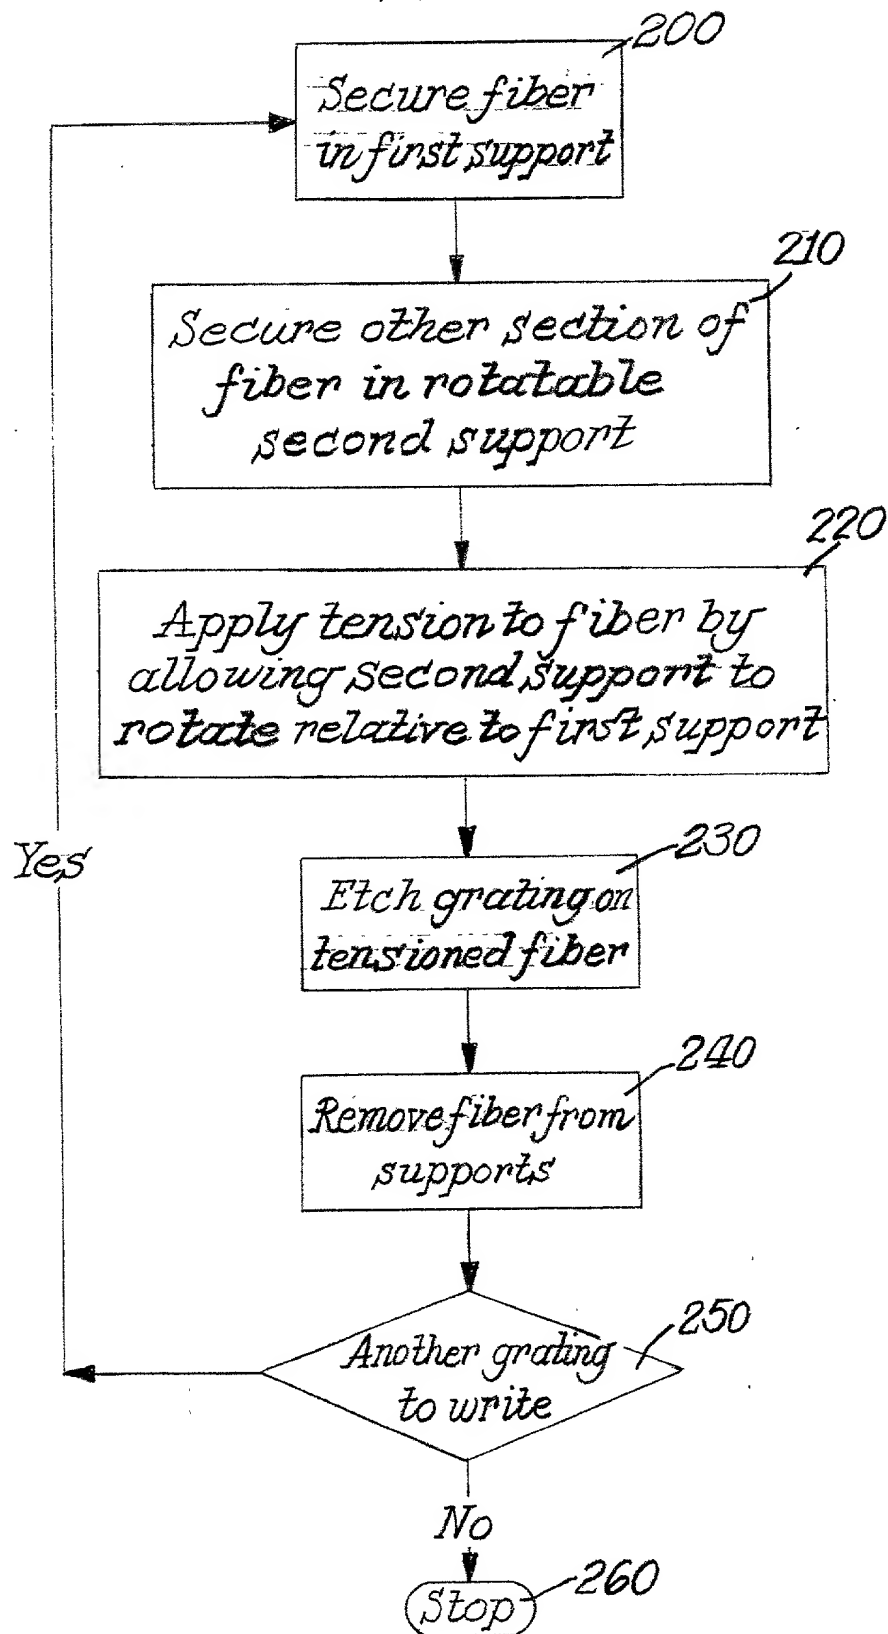 200
Secure fiber
in first support
210
Secure other section of
fiber in rotatable
second support
220
Apply tension to fiber by
allowing second support to
rotate relative to first support
230
Etch grating on
tensioned fiber
240
Remove fiber from
supports
250
Another grating
to write
Yes
No
260
Stop